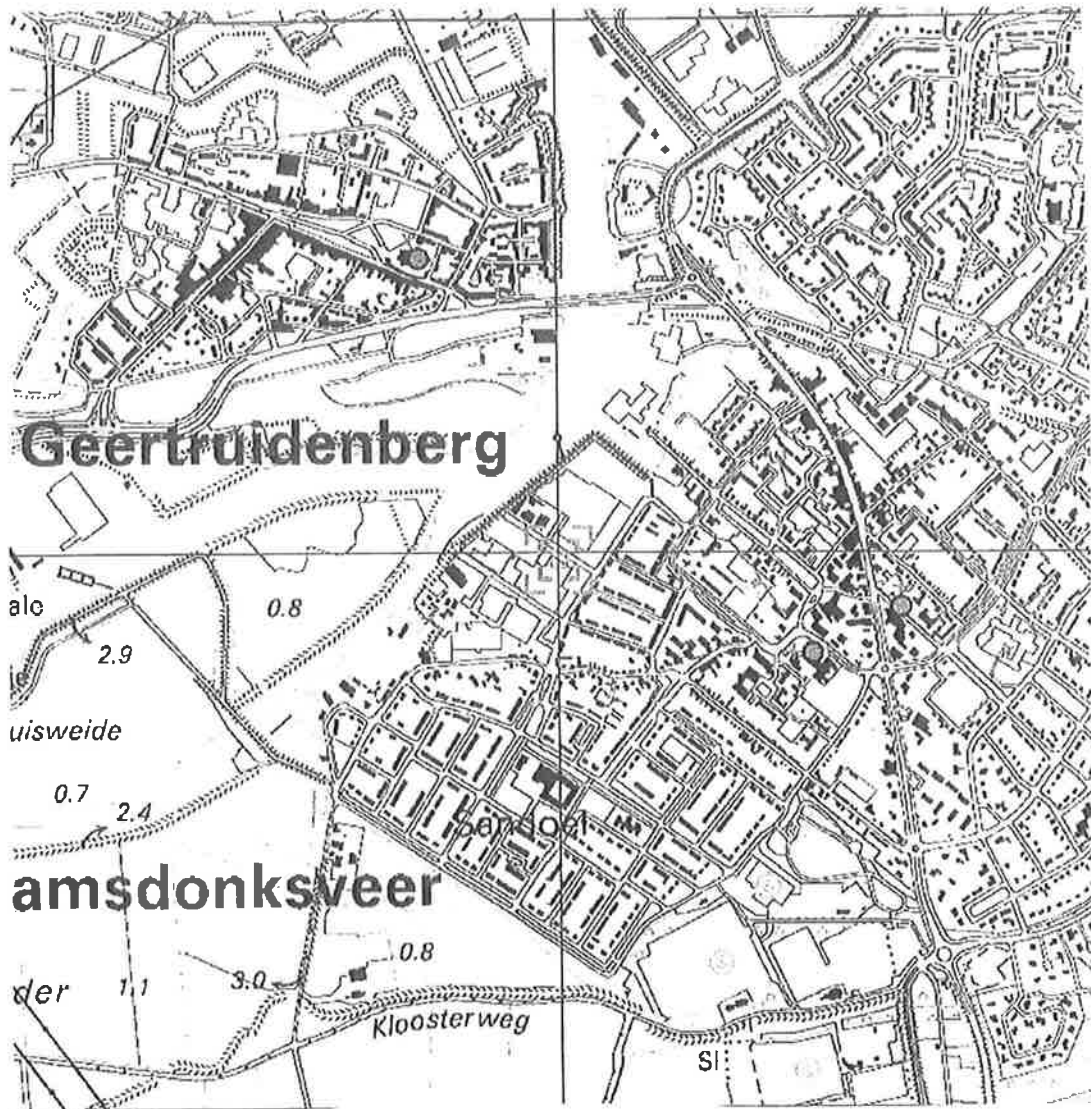 Geertruidenberg
ale
0.8
2.9
uisweide
0.7
2.4
Sandoel
amsdonksveer
0.8
der
1.1
3.0
Kloosterweg
Sl